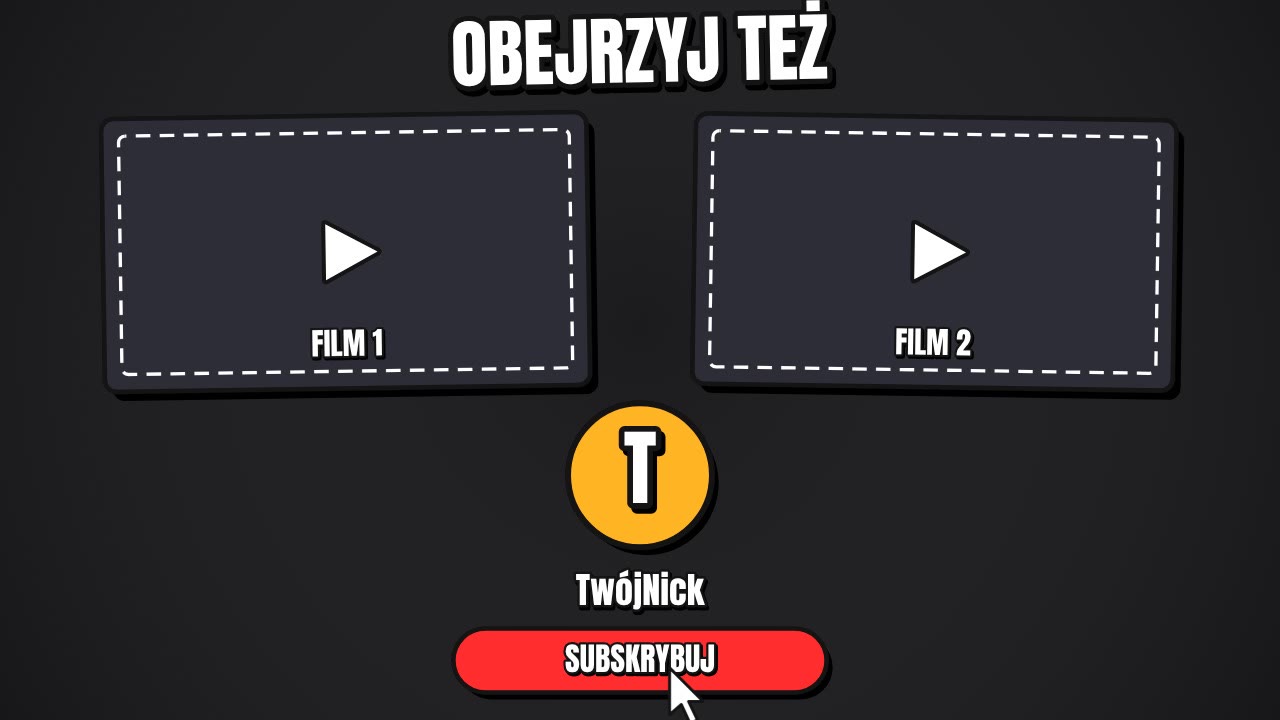 OBEJRZYJ TEŻ
FILM 1
FILM 2
T
TwójNick
SUBSKRYBUJ